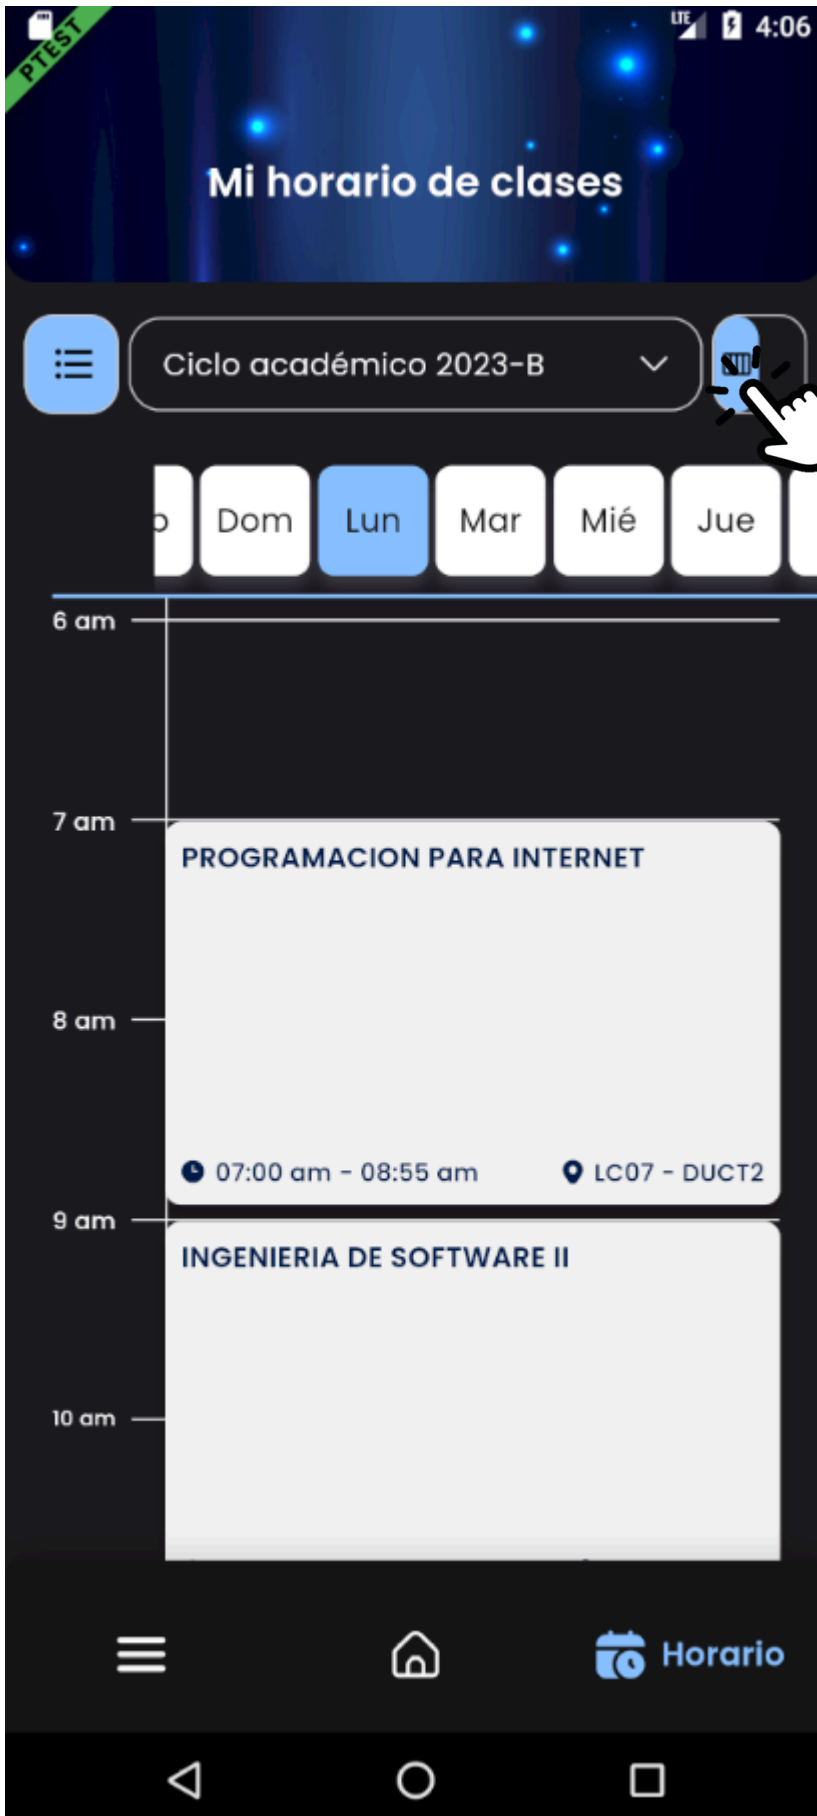 PTEST
LTE 4:06
Mi horario de clases
Ciclo académico 2023-B
Dom Lun Mar Mié Jue
6 am
7 am
PROGRAMACION PARA INTERNET
8 am
07:00 am - 08:55 am LC07 - DUCT2
9 am
INGENIERIA DE SOFTWARE II
10 am
Horario